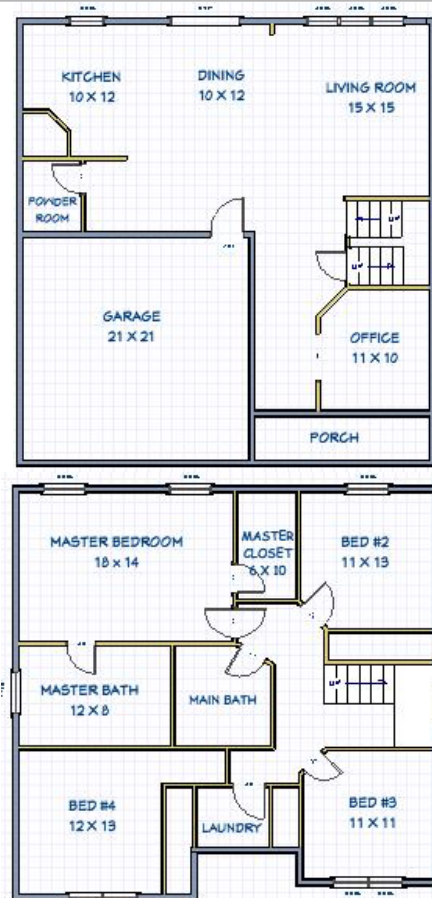 KITCHEN
10 X 12
DINING
10 X 12
LIVING ROOM
15 X 15
POWDER
ROOM
GARAGE
21 X 21
OFFICE
11 X 10
PORCH
MASTER BEDROOM
18 x 14
MASTER
CLOSET
6 X 10
BED #2
11 X 13
MASTER BATH
12 X 8
MAIN BATH
BED #4
12 X 13
LAUNDRY
BED #3
11 X 11